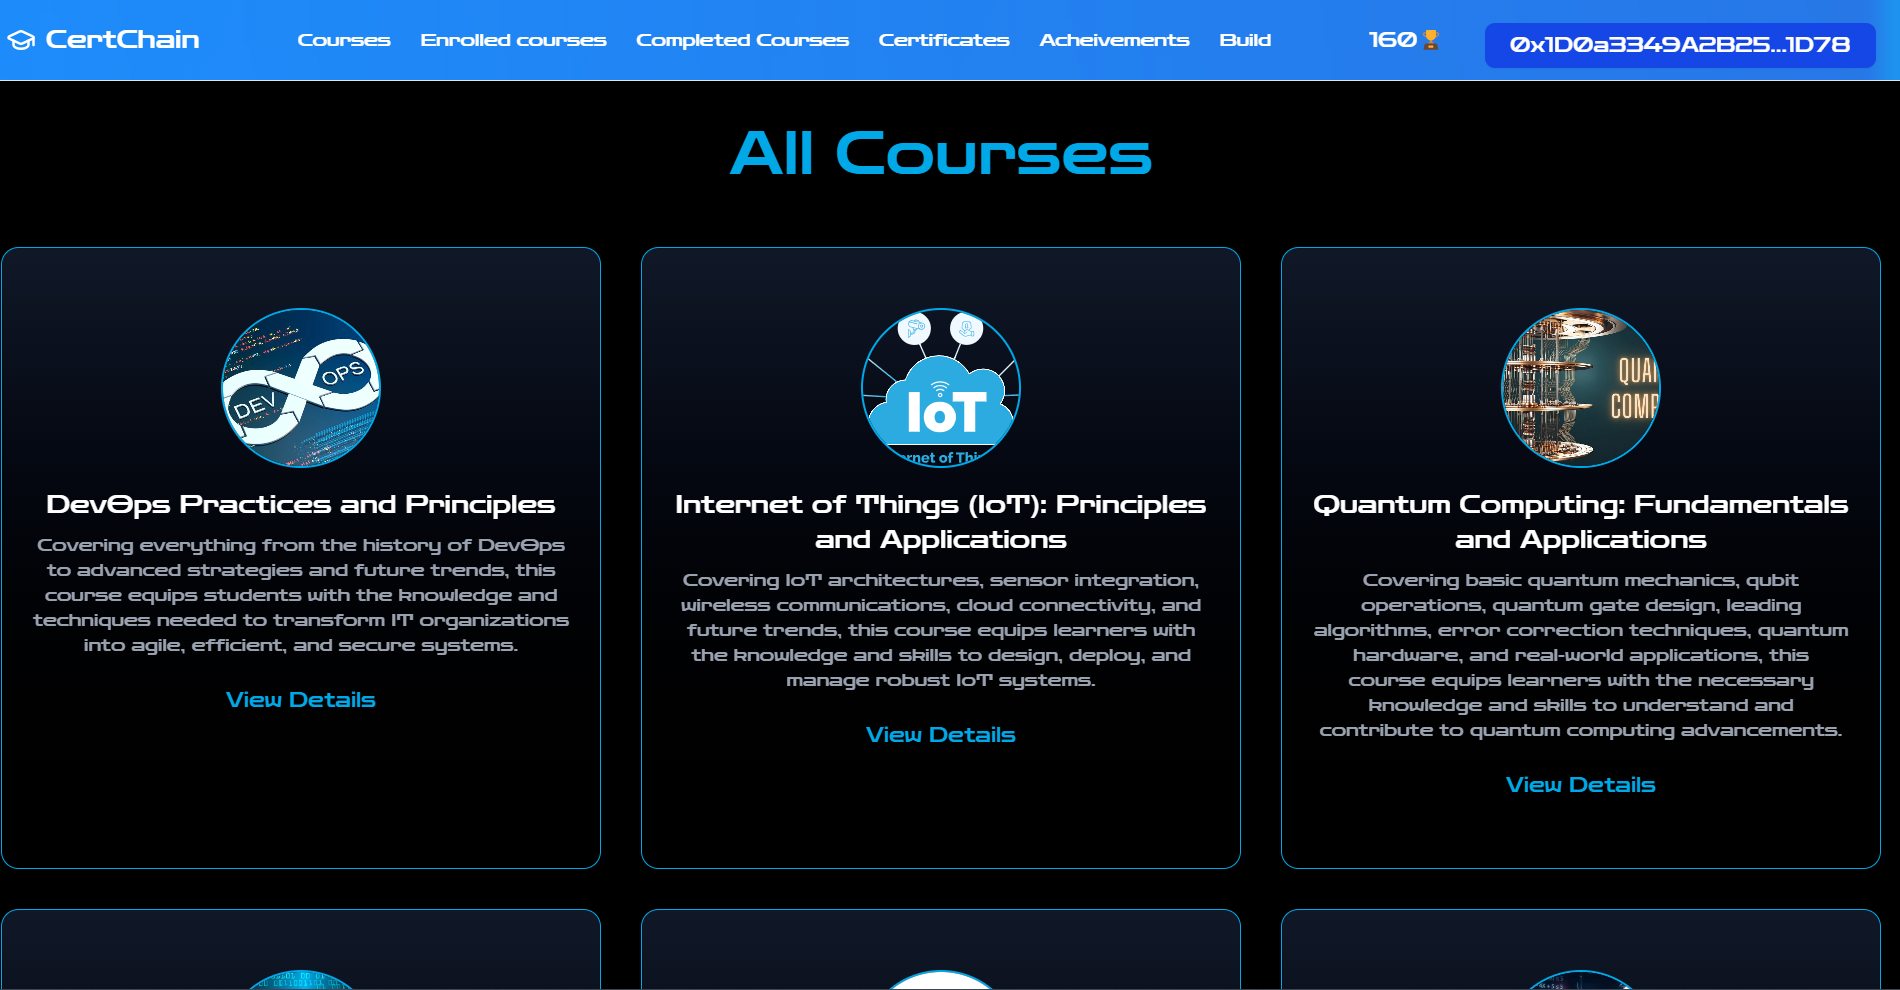 CertChain
Courses
Enrolled courses
Completed Courses
Certificates
Acheivements
Build
160
0x1D0a3349A2B25...1D78
All Courses
DEV OPS
DevOps Practices and Principles
Covering everything from the history of DevOps
to advanced strategies and future trends, this
course equips students with the knowledge and
techniques needed to transform IT organizations
into agile, efficient, and secure systems.
View Details
IoT
rnet of Thi
Internet of Things (IoT): Principles
and Applications
Covering IoT architectures, sensor integration,
wireless communications, cloud connectivity, and
future trends, this course equips learners with
the knowledge and skills to design, deploy, and
manage robust IoT systems.
View Details
QUA
COMP
Quantum Computing: Fundamentals
and Applications
Covering basic quantum mechanics, qubit
operations, quantum gate design, leading
algorithms, error correction techniques, quantum
hardware, and real-world applications, this
course equips learners with the necessary
knowledge and skills to understand and
contribute to quantum computing advancements.
View Details